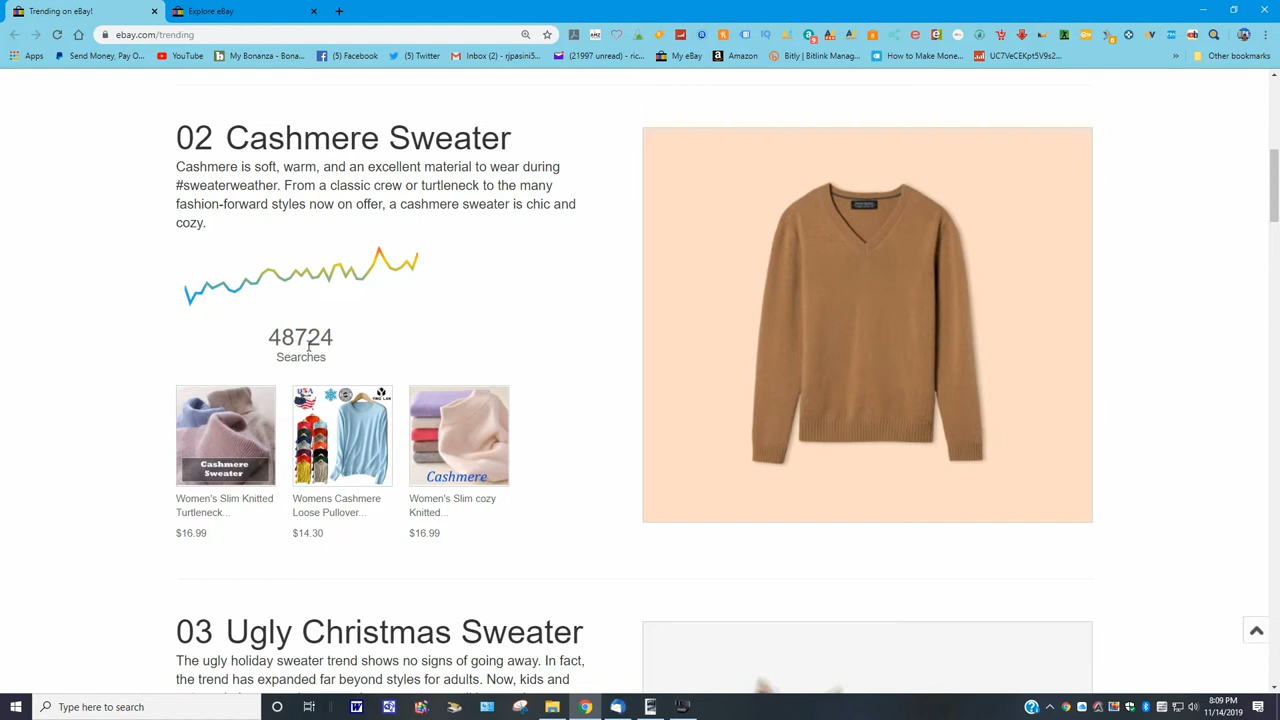 Trending on eBay!
Explore eBay
ebay.com/trending
Apps
Send Money, Pay O...
YouTube
My Bonanza - Bona...
(5) Facebook
(5) Twitter
Inbox (2) - rjpasini5...
(21997 unread) - ric...
My eBay
Amazon
Bitly | Bitlink Manag...
How to Make Mone...
UC7VeCEKpt5V9s2...
Other bookmarks
02 Cashmere Sweater
Cashmere is soft, warm, and an excellent material to wear during
#sweaterweather. From a classic crew or turtleneck to the many
fashion-forward styles now on offer, a cashmere sweater is chic and
cozy.
48724
Searches
Cashmere
Sweater
USA
Cashmere
Women's Slim Knitted
Turtleneck...
$16.99
Womens Cashmere
Loose Pullover...
$14.30
Women's Slim cozy
Knitted...
$16.99
03 Ugly Christmas Sweater
The ugly holiday sweater trend shows no signs of going away. In fact,
the trend has expanded far beyond styles for adults. Now, kids and
Type here to search
8:09 PM
11/14/2019